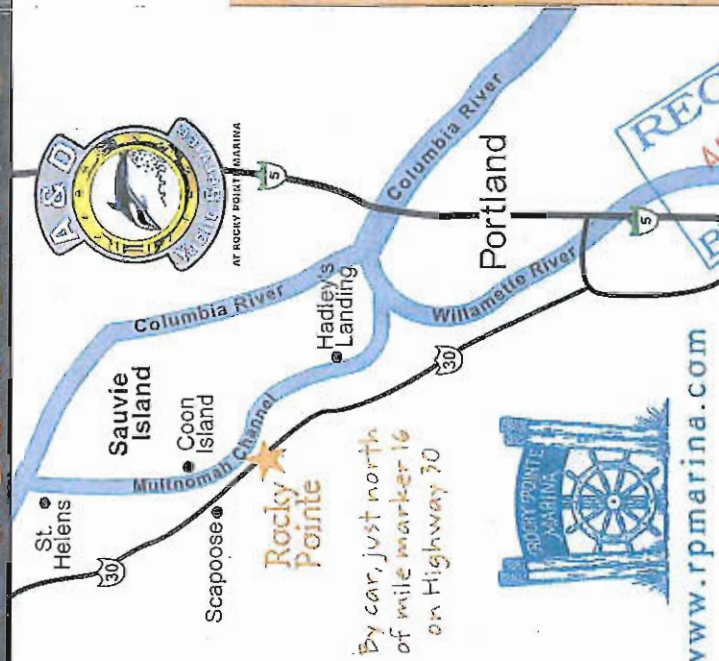 A & D
AT ROCKY POINTE MARINA
5
Columbia River
Columbia River
St.
Helens
Sauvie
Island
Coon
Island
Multnomah Channel
Hadley's
Landing
Portland
Willamette River
30
Scapoose
Rocky
Pointe
30
5
By car, just north
of mile marker 16
on Highway 30
ROCKY POINTE
MARINA
www.rpmarina.com
REC